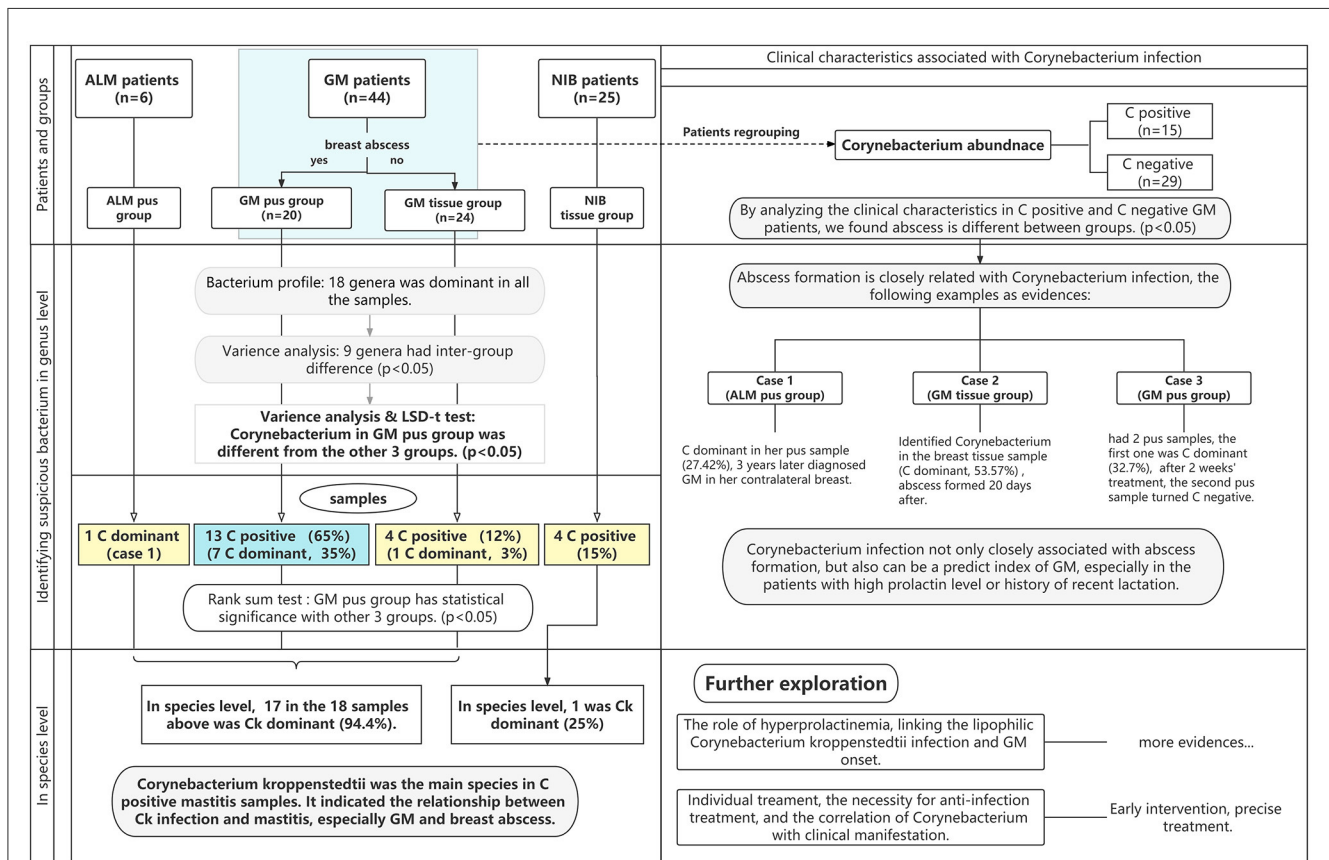 Patients and groups
ALM patients
(n=6)
GM patients
(n=44)
NIB patients
(n=25)
breast abscess
yes
no
ALM pus
group
GM pus group
(n=20)
GM tissue group
(n=24)
NIB
tissue group
Patients regrouping
Clinical characteristics associated with Corynebacterium infection
Corynebacterium abundnace
C positive
(n=15)
C negative
(n=29)
By analyzing the clinical characteristics in C positive and C negative GM
patients, we found abscess is different between groups. (p<0.05)
Identifying suspicious bacterium in genus level
Bacterium profile: 18 genera was dominant in all
the samples.
Varience analysis: 9 genera had inter-group
difference (p<0.05)
Varience analysis & LSD-t test:
Corynebacterium in GM pus group was
different from the other 3 groups. (p<0.05)
samples
1 C dominant
(case 1)
13 C positive (65%)
(7 C dominant, 35%)
4 C positive (12%)
(1 C dominant, 3%)
4 C positive
(15%)
Rank sum test : GM pus group has statistical
significance with other 3 groups. (p<0.05)
Abscess formation is closely related with Corynebacterium infection, the
following examples as evidences:
Case 1
(ALM pus group)
Case 2
(GM tissue group)
Case 3
(GM pus group)
C dominant in her pus sample
(27.42%), 3 years later diagnosed
GM in her contralateral breast.
Identified Corynebacterium
in the breast tissue sample
(C dominant, 53.57%) ,
abscess formed 20 days
after.
had 2 pus samples, the
first one was C dominant
(32.7%), after 2 weeks'
treatment, the second pus
sample turned C negative.
Corynebacterium infection not only closely associated with abscess
formation, but also can be a predict index of GM, especially in the
patients with high prolactin level or history of recent lactation.
In species level
In species level, 17 in the 18 samples
above was Ck dominant (94.4%).
In species level, 1 was Ck
dominant (25%)
Corynebacterium kroppenstedtii was the main species in C
positive mastitis samples. It indicated the relationship between
Ck infection and mastitis, especially GM and breast abscess.
Further exploration
The role of hyperprolactinemia, linking the lipophilic
Corynebacterium kroppenstedtii infection and GM
onset.
more evidences...
Individual treament, the necessity for anti-infection
treatment, and the correlation of Corynebacterium
with clinical manifestation.
Early intervention, precise
treatment.